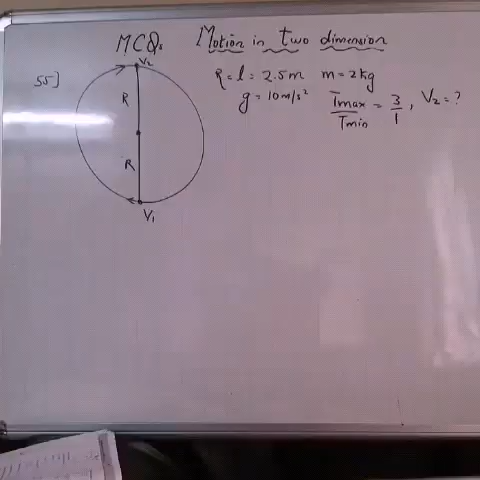 MCQs Motion in two dimension
55] R = l = 2.5m m = 2kg
g = 10m/s² Tmax/Tmin = 3/1 , V₂ = ?
V₂
R
R
V₁